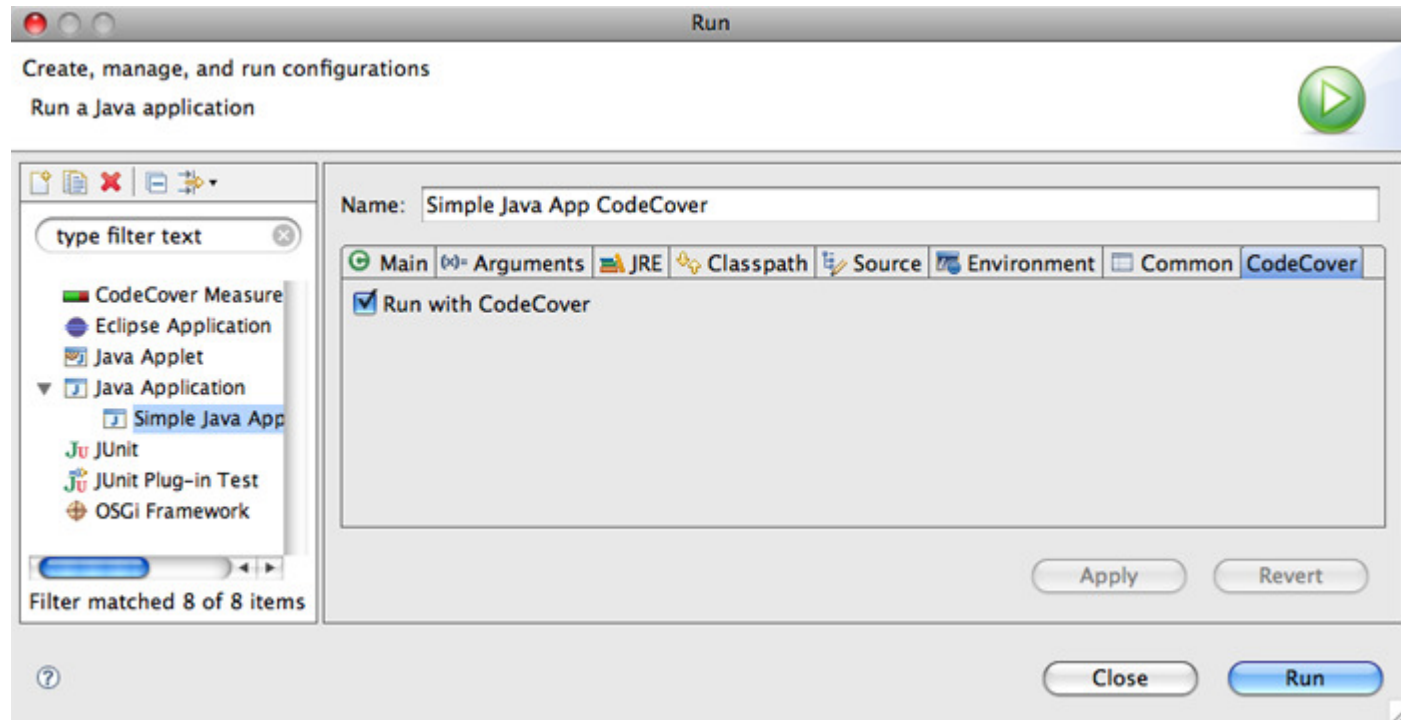 Run
Create, manage, and run configurations
Run a Java application
Name: Simple Java App CodeCover
type filter text
Main (x)= Arguments JRE Classpath Source Environment Common CodeCover
CodeCover Measure
Run with CodeCover
Eclipse Application
Java Applet
Java Application
Simple Java App
Ju JUnit
JUnit Plug-in Test
OSGi Framework
Apply Revert
Filter matched 8 of 8 items
? Close Run